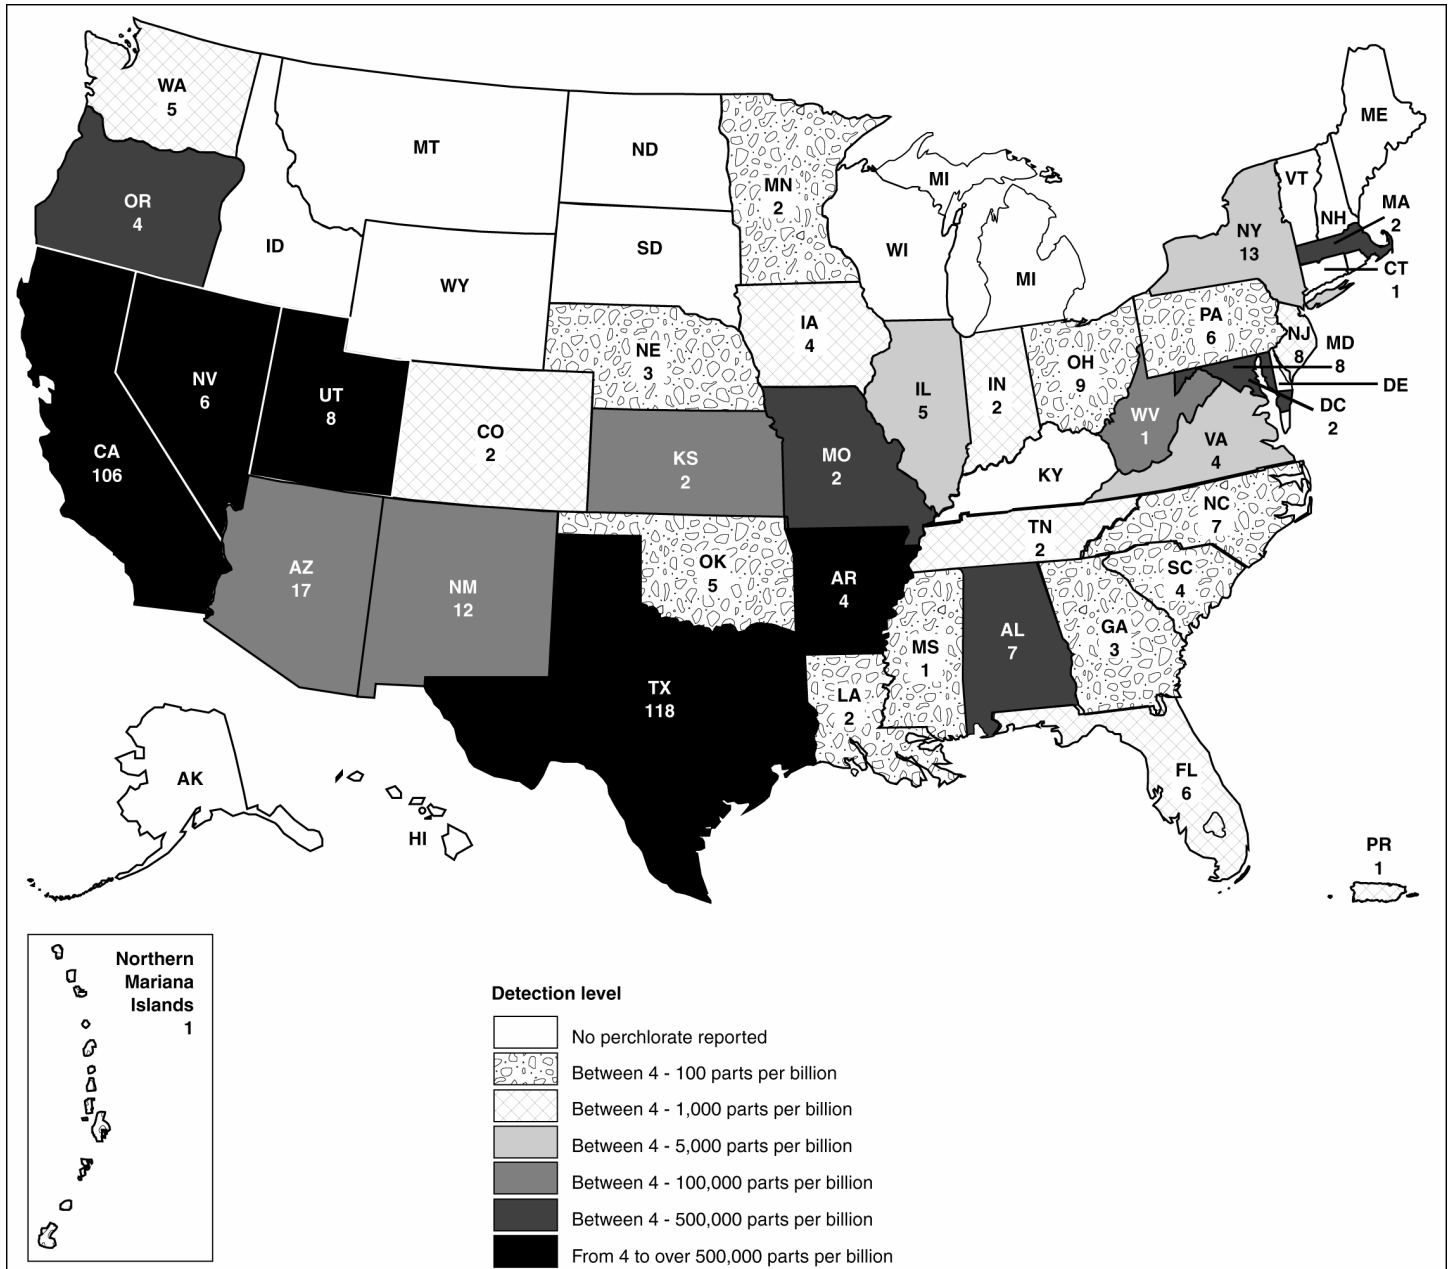 WA
5
MT
ND
MN
2
ME
OR
4
ID
SD
WI
MI
MI
VT
NH
MA
2
NY
13
CT
1
WY
IA
4
NE
3
PA
6
NJ
8
MD
8
OH
9
DE
DC
2
NV
6
UT
8
CO
2
IL
5
IN
2
WV
1
VA
4
CA
106
KS
2
MO
2
KY
NC
7
TN
2
AZ
17
NM
12
OK
5
AR
4
SC
4
MS
1
AL
7
GA
3
TX
118
LA
2
FL
6
AK
HI
PR
1
Northern
Mariana
Islands
1
Detection level
No perchlorate reported
Between 4 - 100 parts per billion
Between 4 - 1,000 parts per billion
Between 4 - 5,000 parts per billion
Between 4 - 100,000 parts per billion
Between 4 - 500,000 parts per billion
From 4 to over 500,000 parts per billion